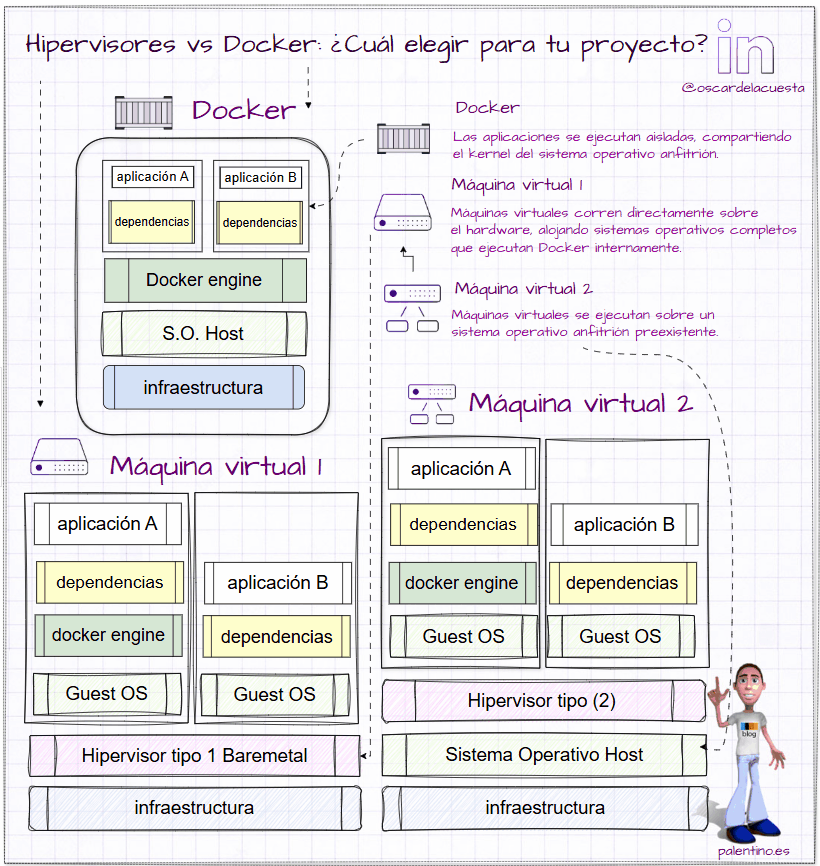 Hipervisores vs Docker: ¿Cuál elegir para tu proyecto?
in
@oscardelacuesta
Docker
aplicación A
aplicación B
dependencias
dependencias
Docker engine
S.O. Host
infraestructura
Docker
Las aplicaciones se ejecutan aisladas, compartiendo
el kernel del sistema operativo anfitrión.
Máquina virtual 1
Máquinas virtuales corren directamente sobre
el hardware, alojando sistemas operativos completos
que ejecutan Docker internamente.
Máquina virtual 2
Máquinas virtuales se ejecutan sobre un
sistema operativo anfitrión preexistente.
Máquina virtual 1
aplicación A
dependencias
docker engine
Guest OS
aplicación B
dependencias
Guest OS
Hipervisor tipo 1 Baremetal
infraestructura
Máquina virtual 2
aplicación A
dependencias
docker engine
Guest OS
aplicación B
dependencias
Guest OS
Hipervisor tipo (2)
Sistema Operativo Host
infraestructura
blog
palentino.es